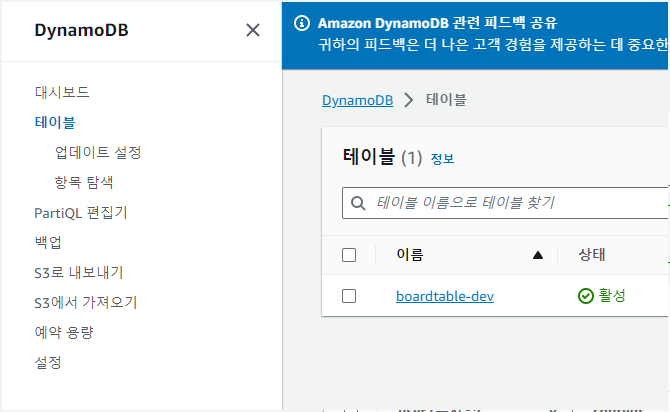 DynamoDB
대시보드
테이블
업데이트 설정
항목 탐색
PartiQL 편집기
백업
S3로 내보내기
S3에서 가져오기
예약 용량
설정
Amazon DynamoDB 관련 피드백 공유
귀하의 피드백은 더 나은 고객 경험을 제공하는 데 중요한
DynamoDB > 테이블
테이블 (1) 정보
테이블 이름으로 테이블 찾기
이름 상태
boardtable-dev 활성